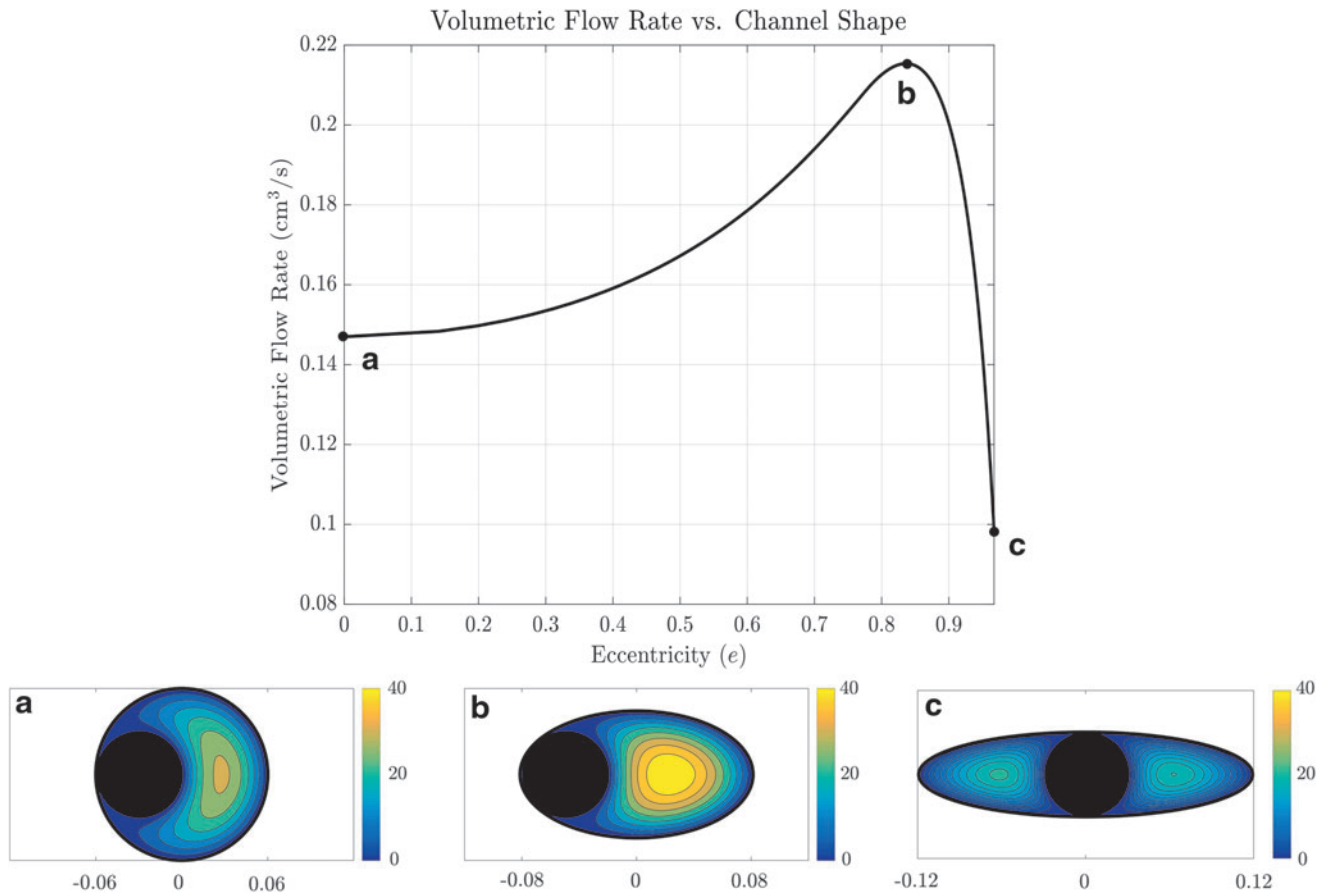 Volumetric Flow Rate vs. Channel Shape
0.22
0.2
0.18
0.16
0.14
0.12
0.1
0.08
Volumetric Flow Rate (cm³/s)
a
b
c
0 0.1 0.2 0.3 0.4 0.5 0.6 0.7 0.8 0.9
Eccentricity (e)
a
40
20
0
-0.06 0 0.06
b
40
20
0
-0.08 0 0.08
c
40
20
0
-0.12 0 0.12